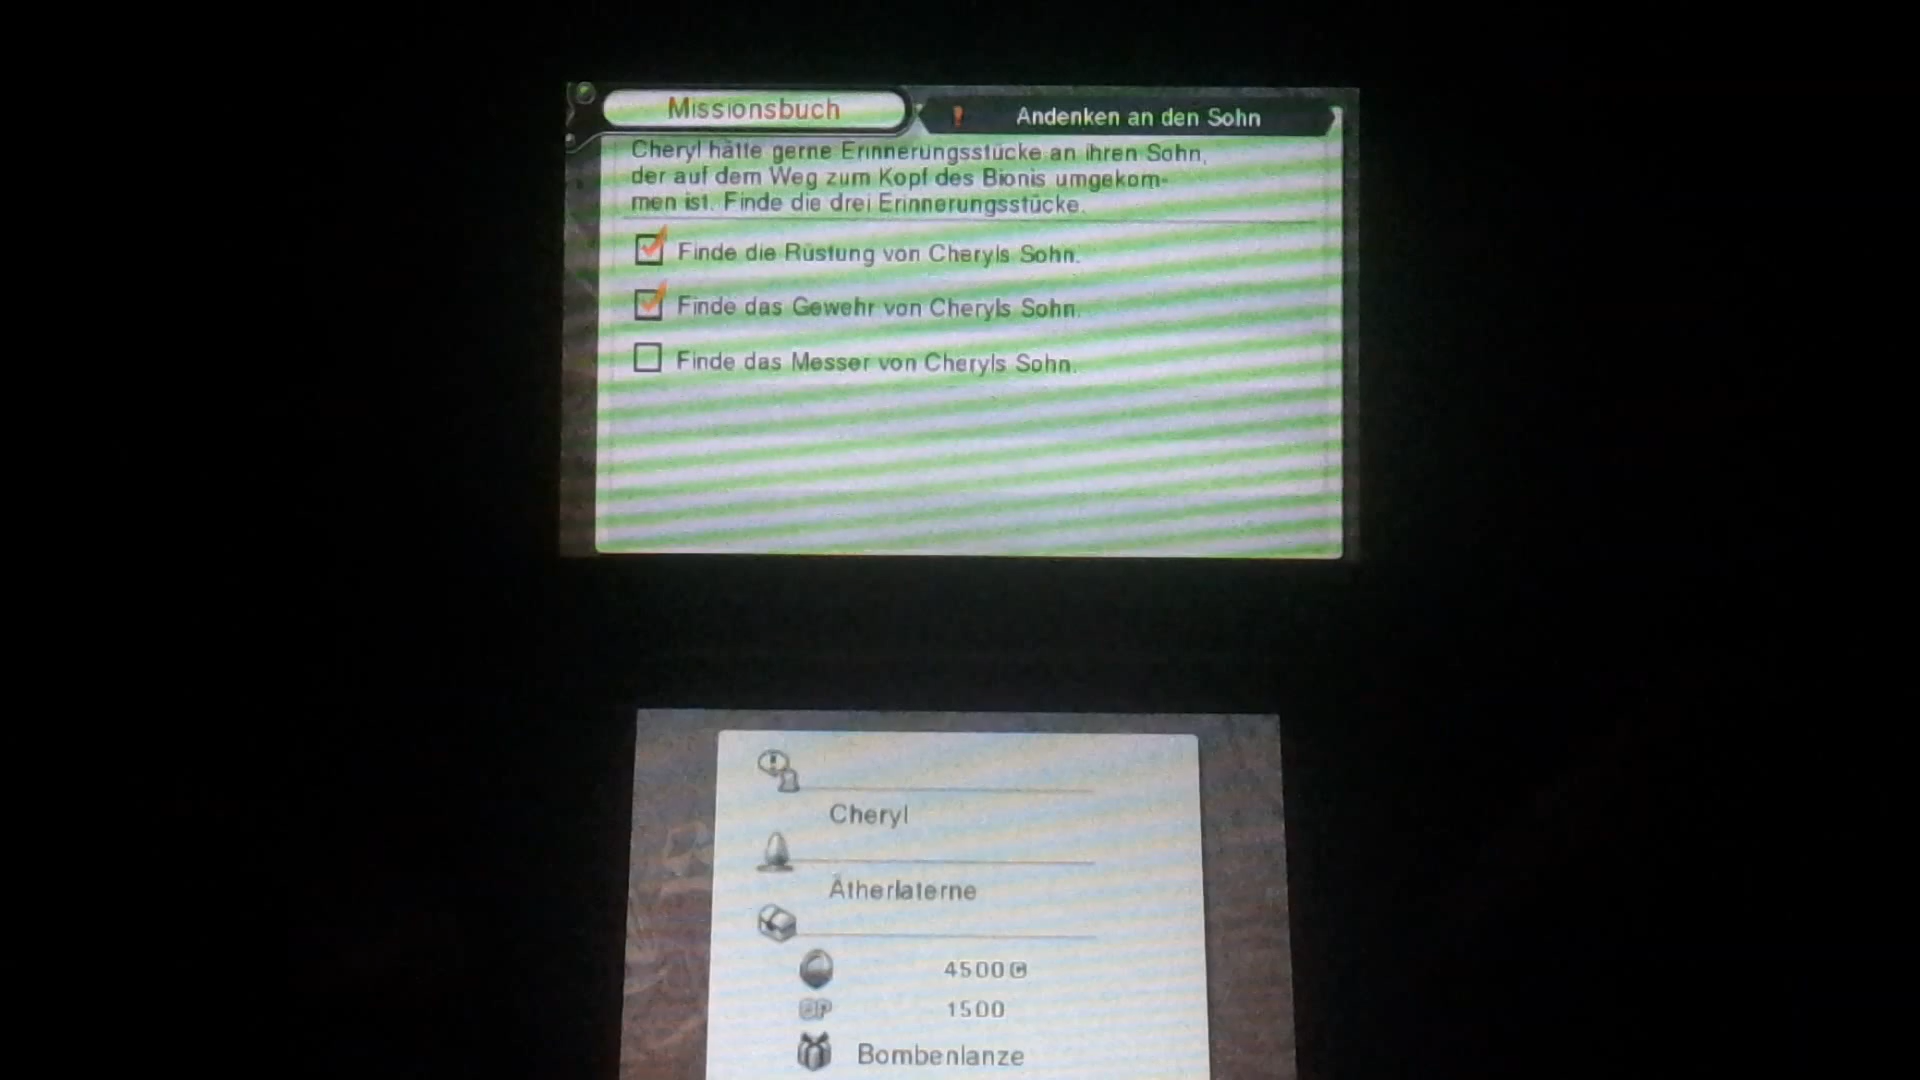 Missionsbuch
! Andenken an den Sohn
Cheryl hätte gerne Erinnerungsstücke an ihren Sohn,
der auf dem Weg zum Kopf des Bionis umgekom-
men ist. Finde die drei Erinnerungsstücke.
Finde die Rüstung von Cheryls Sohn.
Finde das Gewehr von Cheryls Sohn.
Finde das Messer von Cheryls Sohn.
Cheryl
Ätherlaterne
4500 G
EP 1500
Bombenlanze